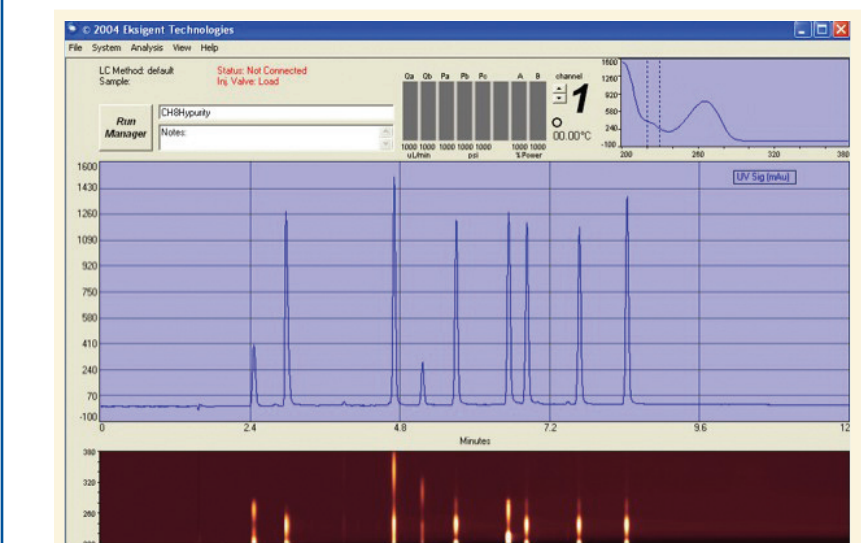 © 2004 Eksigent Technologies
File System Analysis View Help
LC Method: default
Sample:
Status: Not Connected
Inj. Valve: Load
Run
Manager
CH8Hypurity
Notes:
Qa Qb Pa Pb Pc A B
1000 1000 1000 1000 1000 1000 1000
uL/min psi % Power
channel
1
00.00°C
1600
1260
920
580
240
-100
200 260 320 380
UV Sig (mAu)
1600
1430
1260
1090
920
750
580
410
240
70
-100
0 2.4 4.8 7.2 9.6 12
Minutes
380
320
260